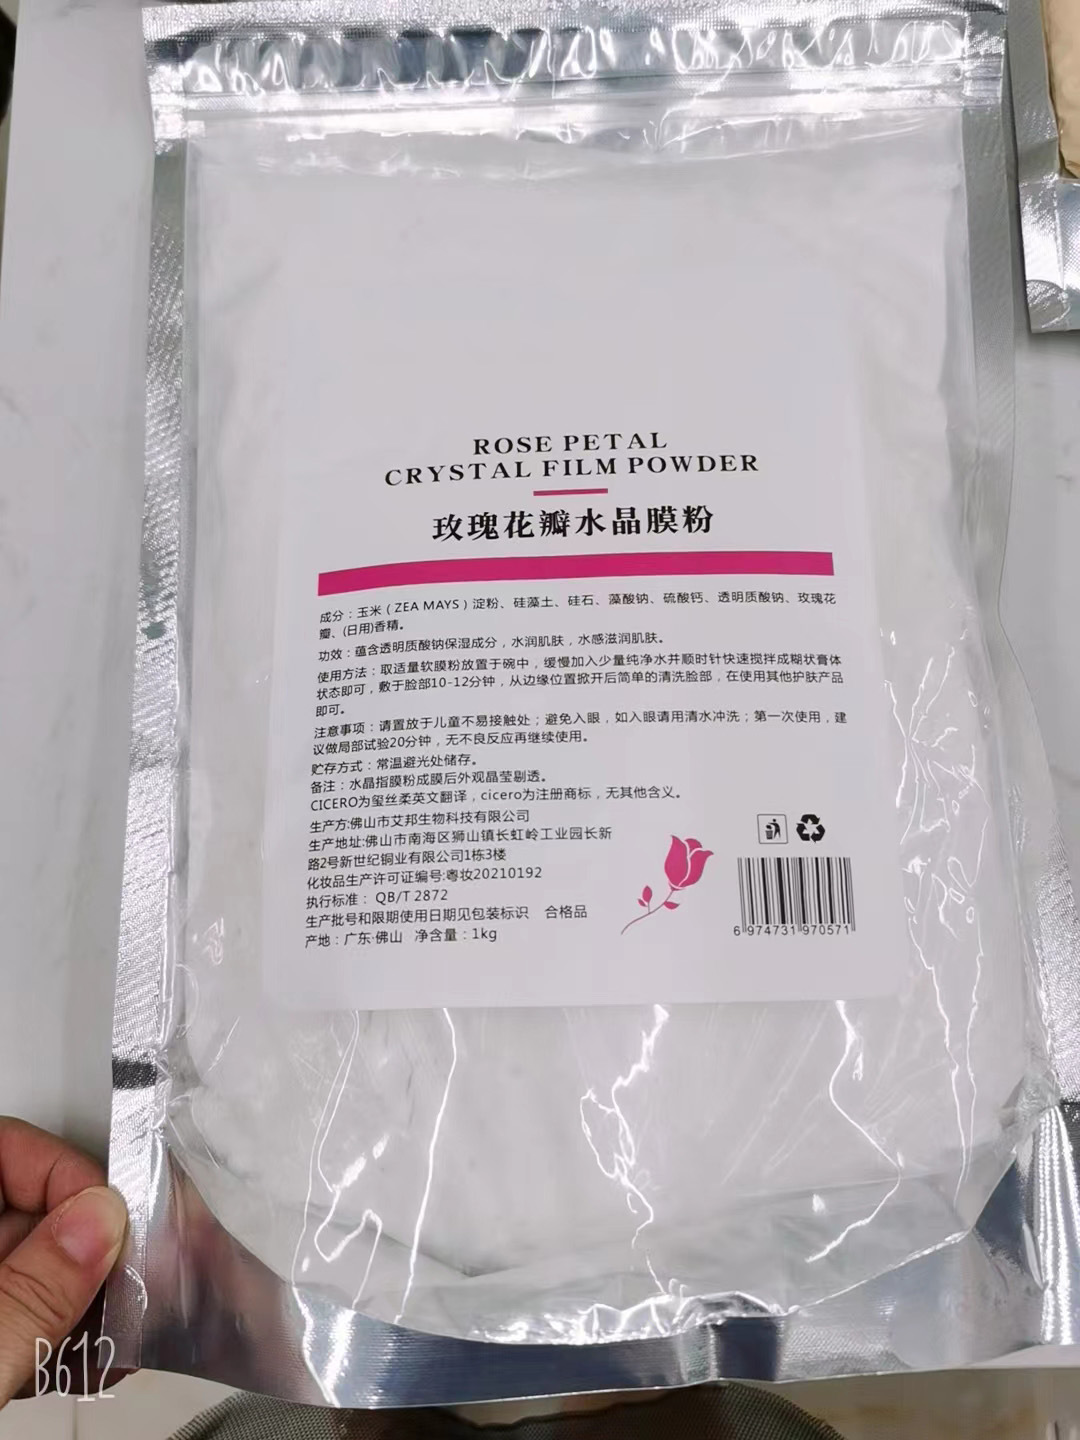 ROSE PETAL
CRYSTAL FILM POWDER
玫瑰花瓣水晶膜粉
成分：玉米（ZEA MAYS）淀粉、硅藻土、硅石、藻酸钠、硫酸钙、透明质酸钠、玫瑰花
瓣、(日用)香精。
功效：蕴含透明质酸钠保湿成分，水润肌肤，水感滋润肌肤。
使用方法：取适量软膜粉放置于碗中，缓慢加入少量纯净水并顺时针快速搅拌成糊状膏体
状态即可，敷于脸部10-12分钟，从边缘位置掀开后简单的清洗脸部，在使用其他护肤产品
即可。
注意事项：请置放于儿童不易接触处；避免入眼，如入眼请用清水冲洗；第一次使用，建
议做局部试验20分钟，无不良反应再继续使用。
贮存方式：常温避光处储存。
备注：水晶指膜粉成膜后外观晶莹剔透。
CICERO为玺丝柔英文翻译，cicero为注册商标，无其他含义。
生产方:佛山市艾邦生物科技有限公司
生产地址:佛山市南海区狮山镇长虹岭工业园长新
路2号新世纪铜业有限公司1栋3楼
化妆品生产许可证编号:粤妆20210192
执行标准： QB/T 2872
生产批号和限期使用日期见包装标识 合格品
产地：广东·佛山 净含量：1kg
6 974731 970571
B612